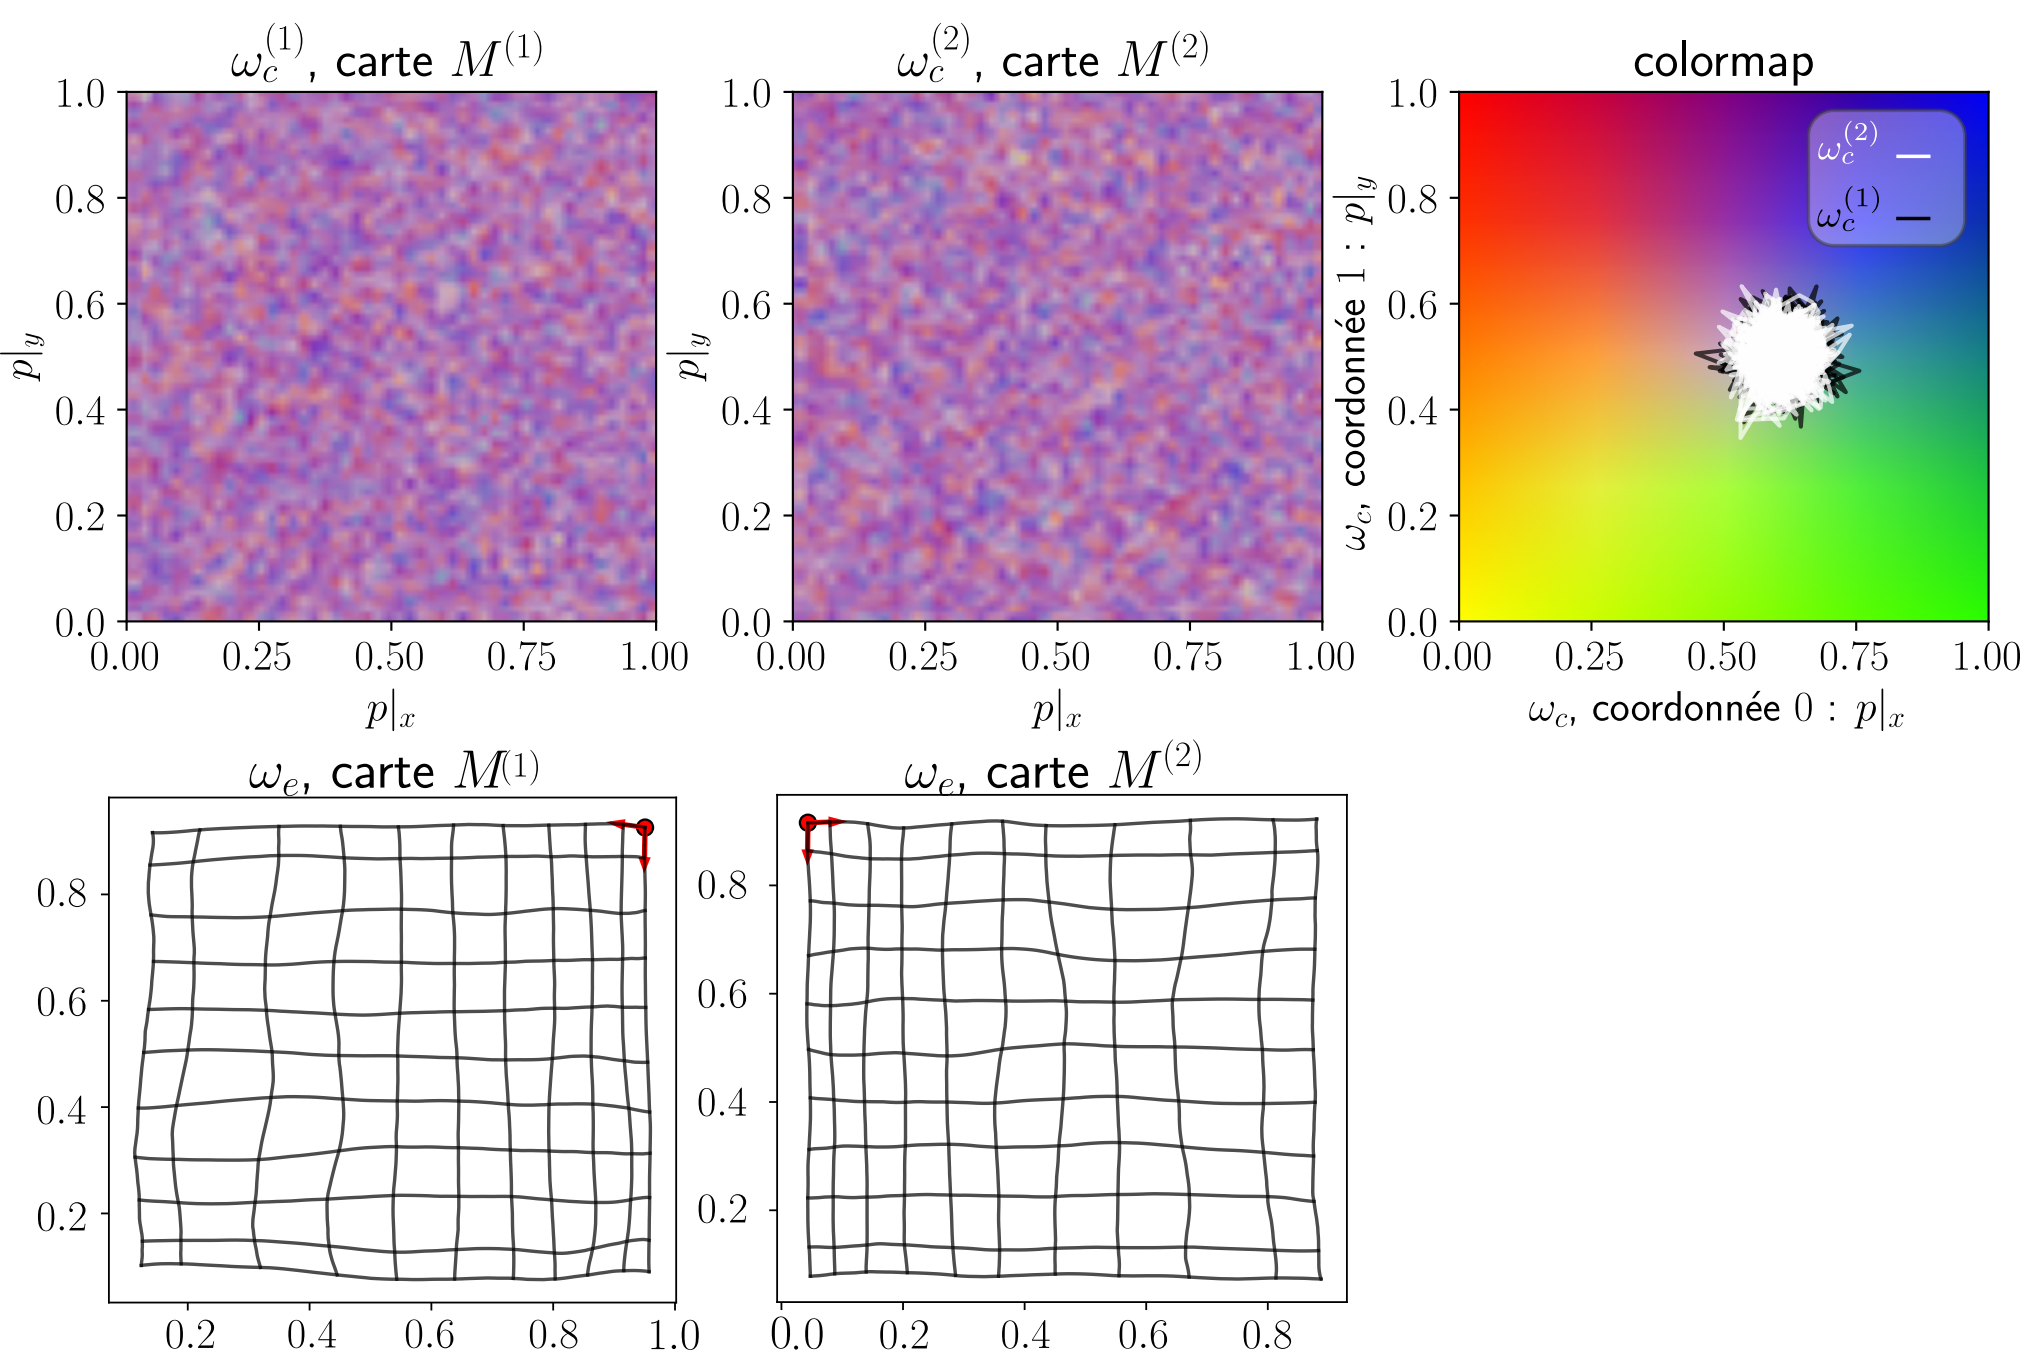 ω_c^{(1)}, carte M^{(1)}
1.0
0.8
0.6
0.4
0.2
0.0
p|_y
0.00 0.25 0.50 0.75 1.00
p|_x
ω_c^{(2)}, carte M^{(2)}
1.0
0.8
0.6
0.4
0.2
0.0
p|_y
0.00 0.25 0.50 0.75 1.00
p|_x
colormap
ω_c^{(2)}
ω_c^{(1)}
1.0
0.8
0.6
0.4
0.2
0.0
ω_c, coordonnée 1 : p|_y
0.00 0.25 0.50 0.75 1.00
ω_c, coordonnée 0 : p|_x
ω_e, carte M^{(1)}
0.8
0.6
0.4
0.2
0.2 0.4 0.6 0.8 1.0
ω_e, carte M^{(2)}
0.8
0.6
0.4
0.2
0.0 0.2 0.4 0.6 0.8